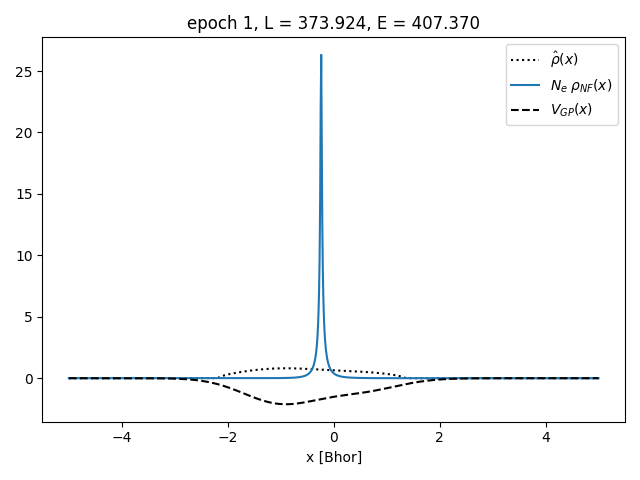 epoch 1, L = 373.924, E = 407.370
ρ̂(x)
N_e ρ_NF(x)
V_GP(x)
25
20
15
10
5
0
−4 −2 0 2 4
x [Bhor]